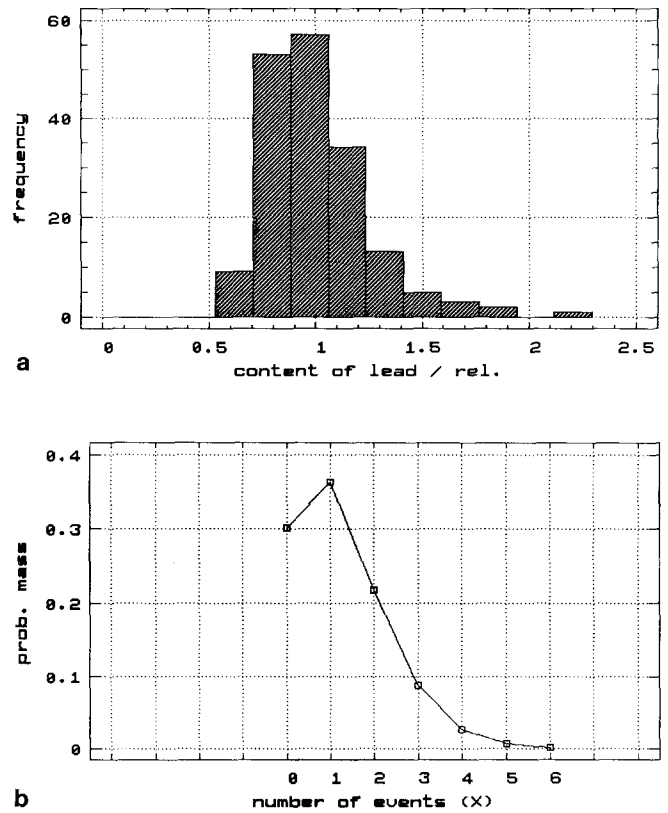 60
40
20
0
frequency
0
0.5
1
1.5
2
2.5
content of lead / rel.
a
0.4
0.3
0.2
0.1
0
prob. mass
0 1 2 3 4 5 6
number of events (X)
b